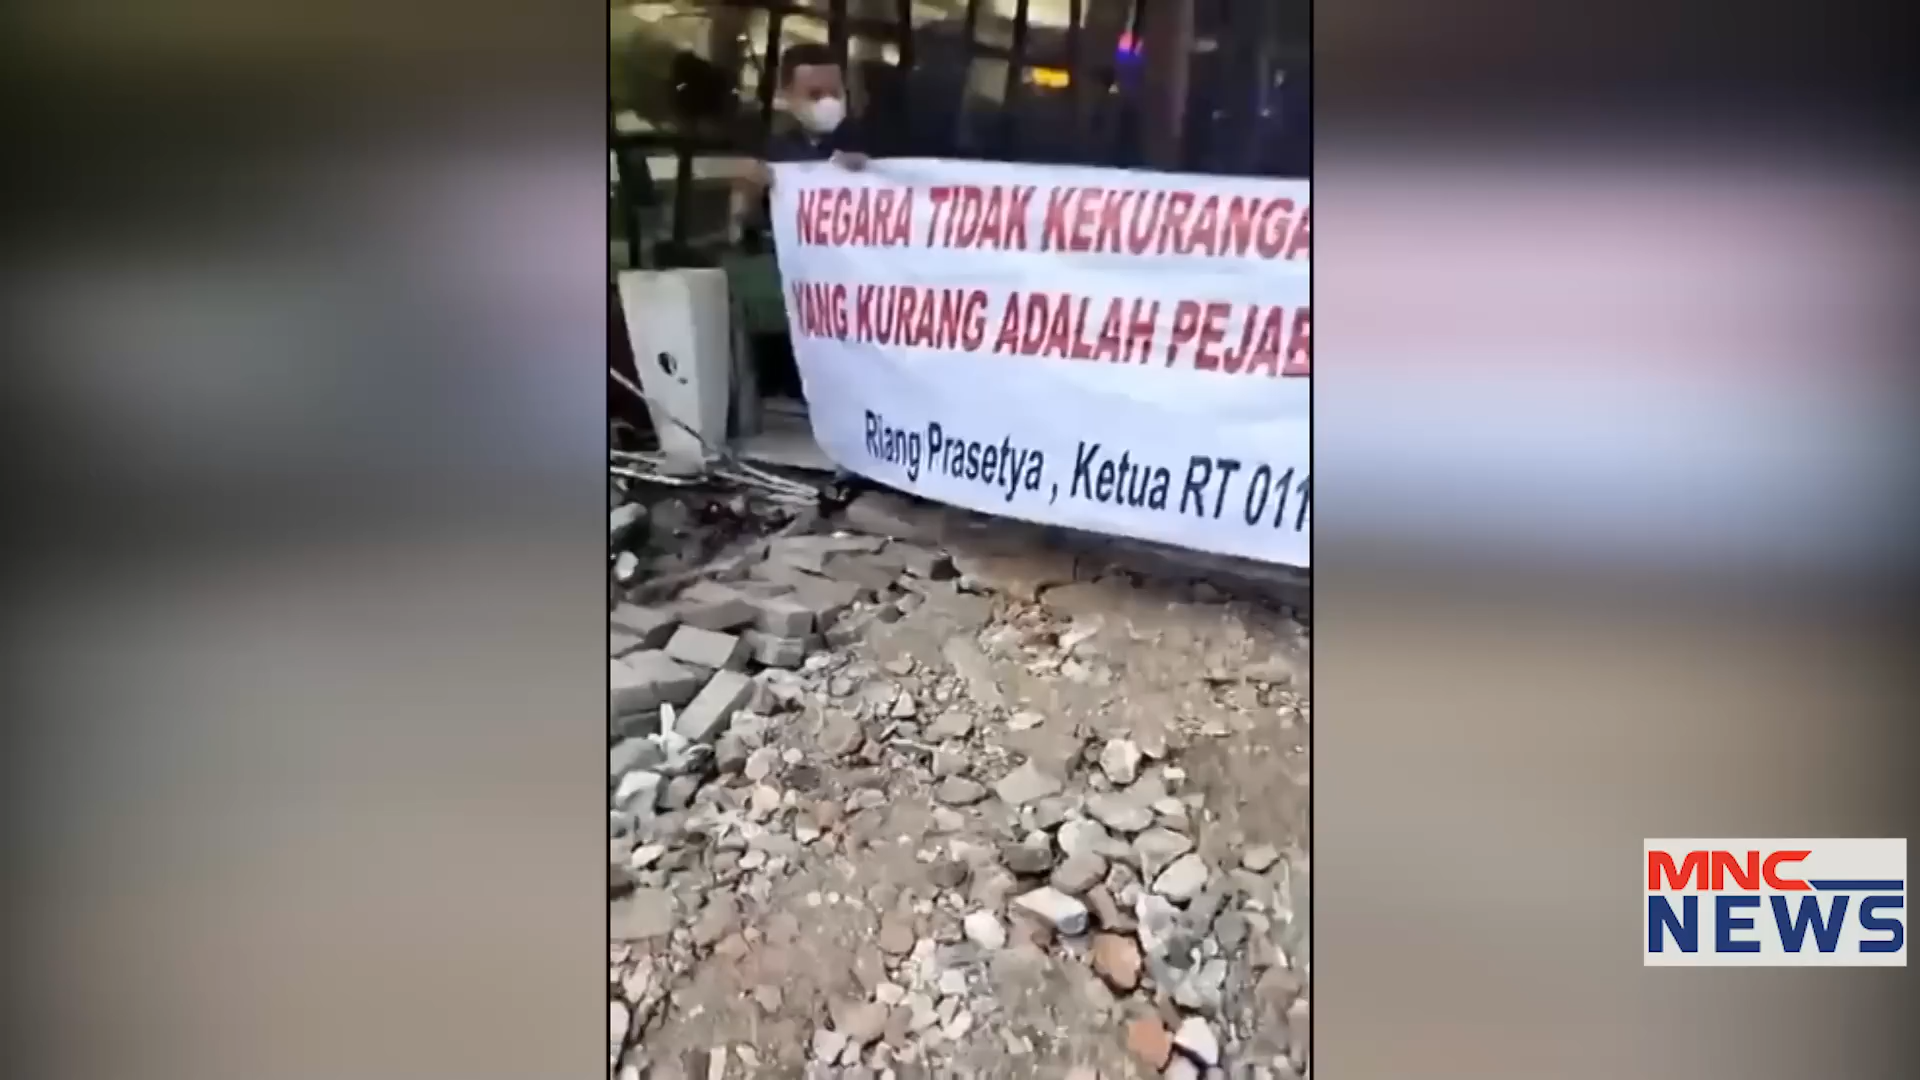 NEGARA TIDAK KEKURANGA
YANG KURANG ADALAH PEJAB
Riang Prasetya , Ketua RT 011
MNC
NEWS